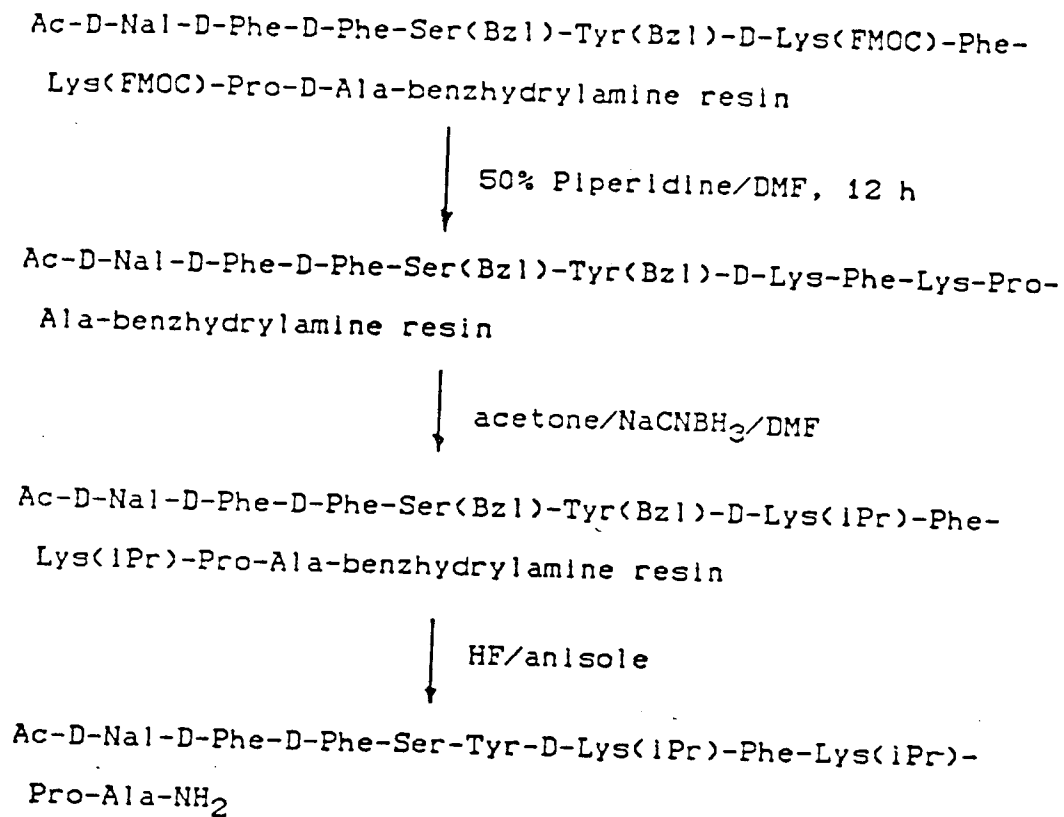 Ac-D-Nal-D-Phe-D-Phe-Ser(Bzl)-Tyr(Bzl)-D-Lys(FMOC)-Phe-
Lys(FMOC)-Pro-D-Ala-benzhydrylamine resin
50% Piperidine/DMF, 12 h
Ac-D-Nal-D-Phe-D-Phe-Ser(Bzl)-Tyr(Bzl)-D-Lys-Phe-Lys-Pro-
Ala-benzhydrylamine resin
acetone/NaCNBH3/DMF
Ac-D-Nal-D-Phe-D-Phe-Ser(Bzl)-Tyr(Bzl)-D-Lys(iPr)-Phe-
Lys(iPr)-Pro-Ala-benzhydrylamine resin
HF/anisole
Ac-D-Nal-D-Phe-D-Phe-Ser-Tyr-D-Lys(iPr)-Phe-Lys(iPr)-
Pro-Ala-NH2